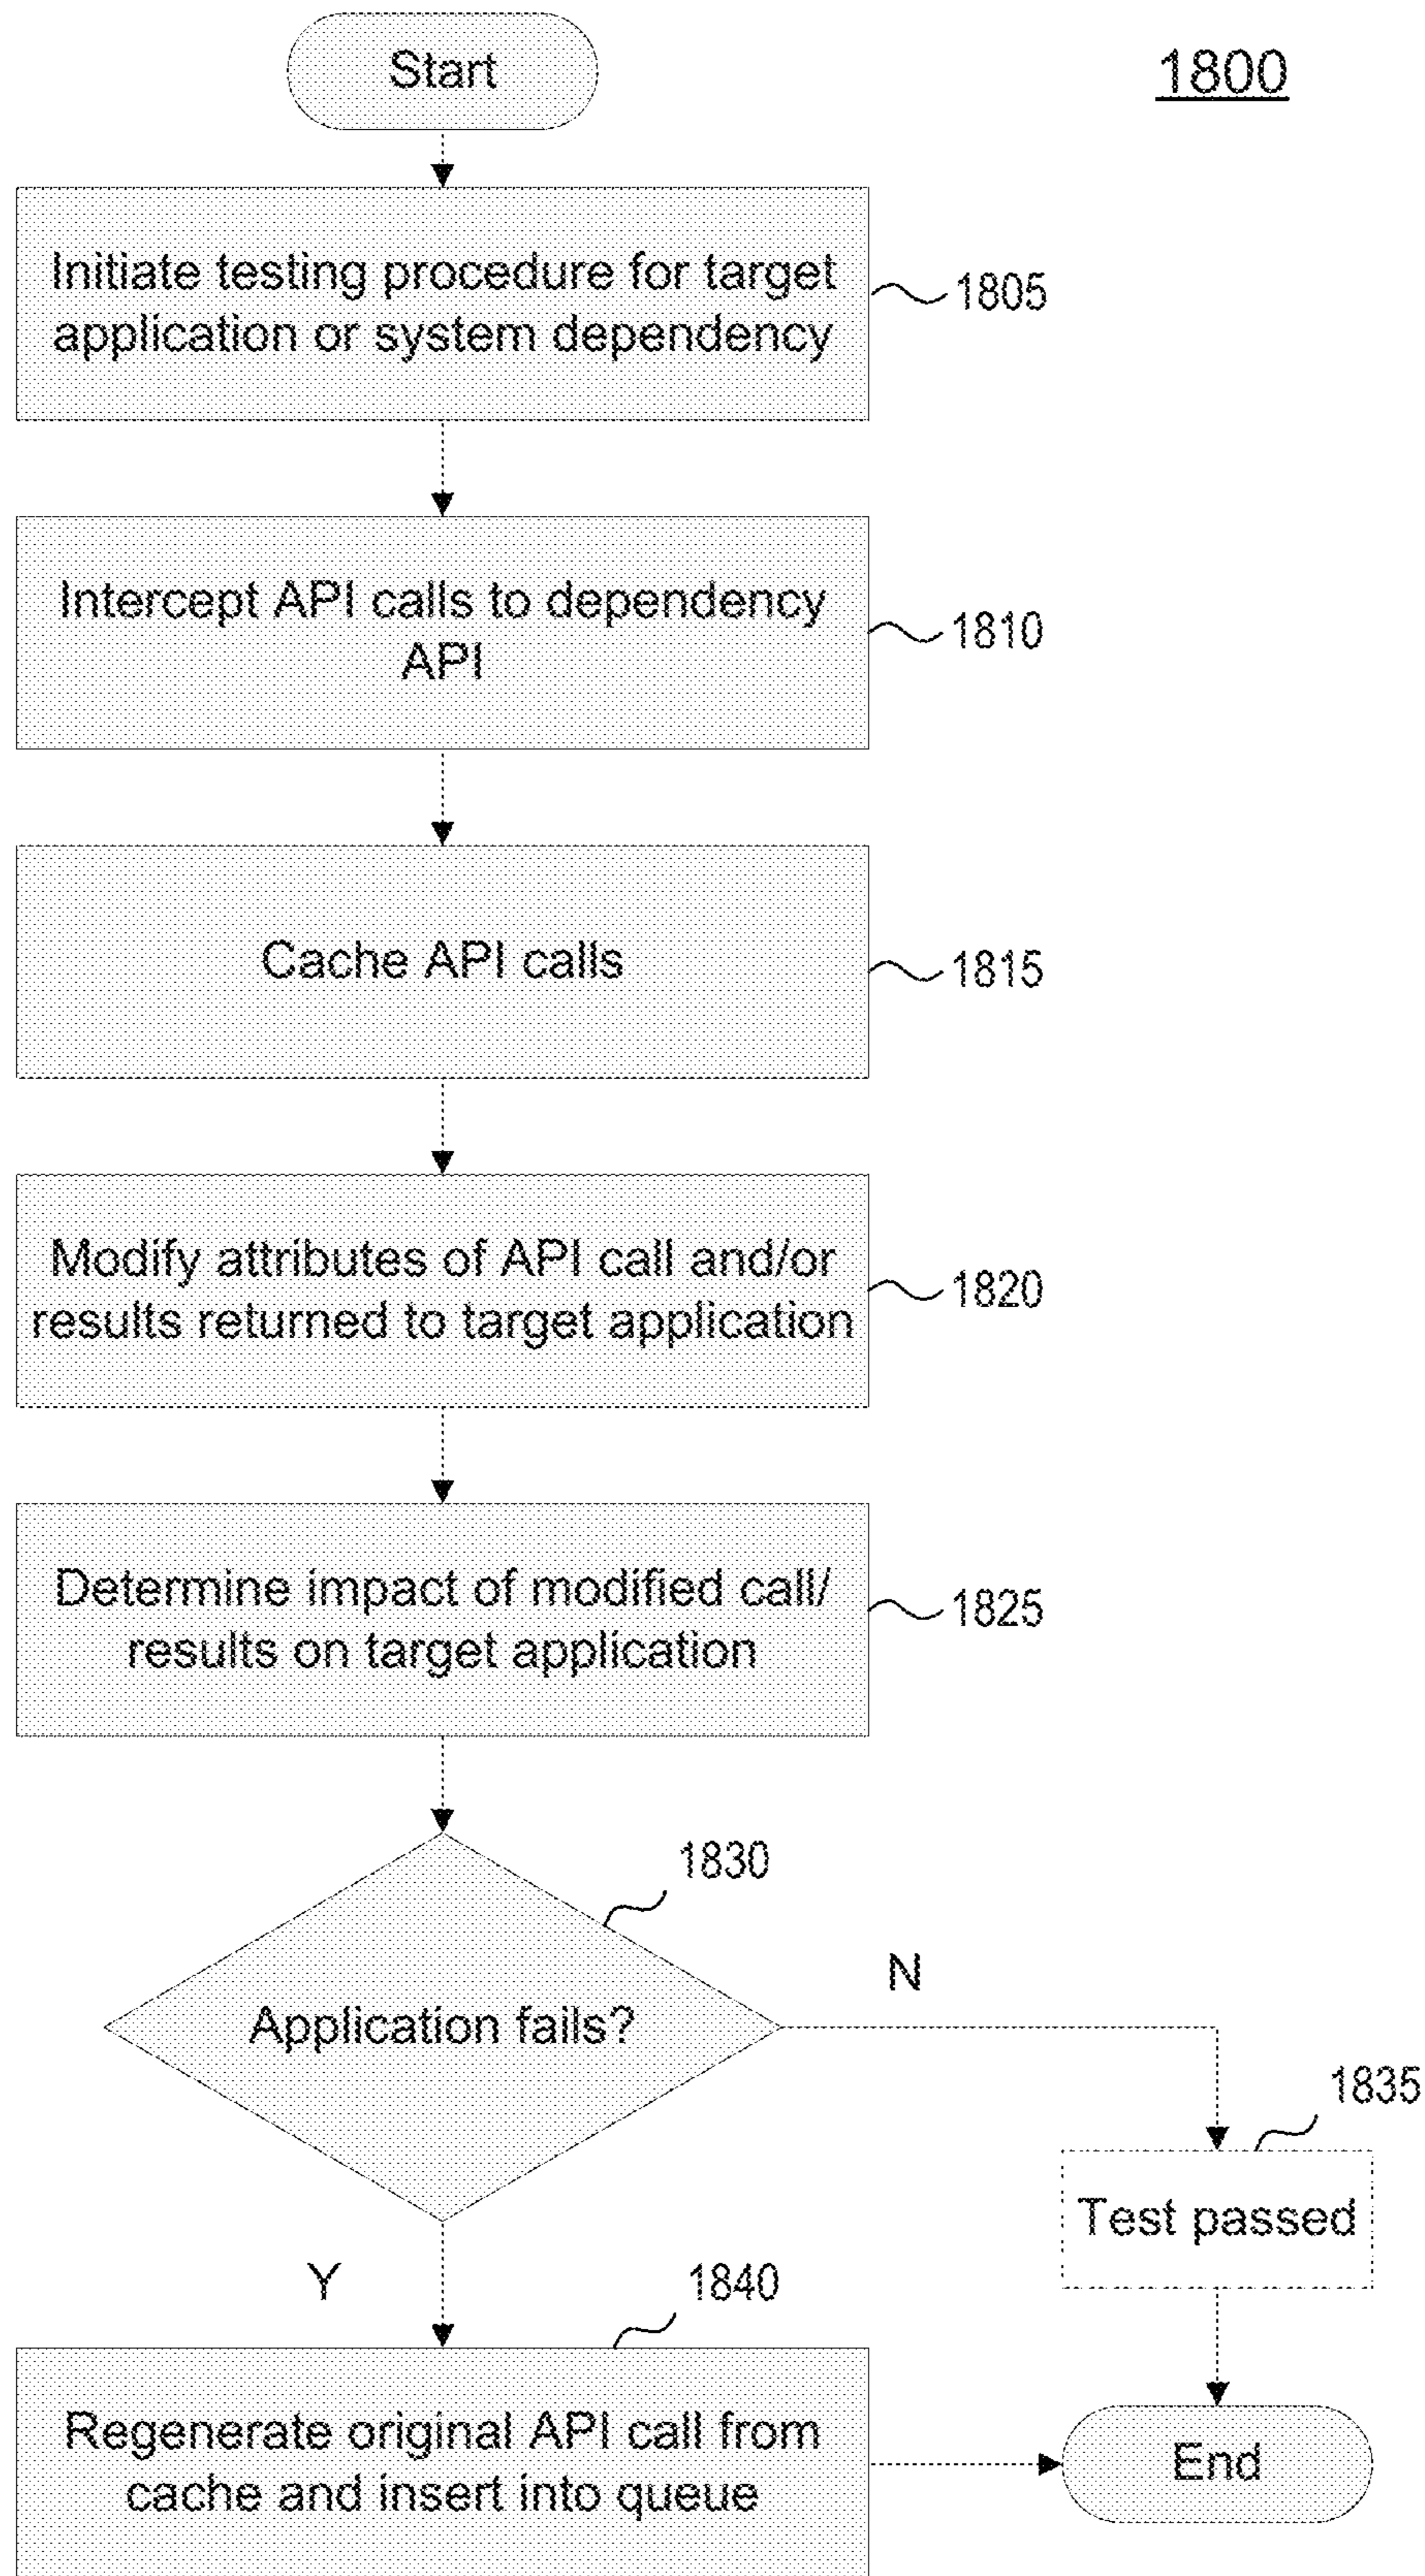 Start
1800
Initiate testing procedure for target
application or system dependency
1805
Intercept API calls to dependency
API
1810
Cache API calls
1815
Modify attributes of API call and/or
results returned to target application
1820
Determine impact of modified call/
results on target application
1825
1830
Application fails?
N
1835
Test passed
Y
1840
Regenerate original API call from
cache and insert into queue
End